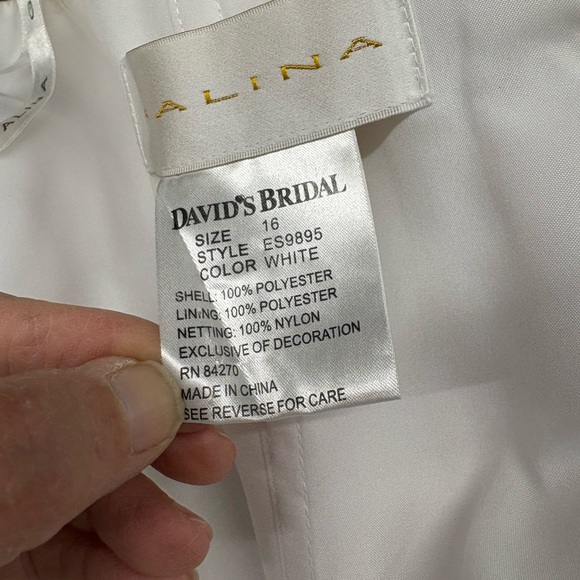 ALINA
DAVID'S BRIDAL
SIZE 16
STYLE ES9895
COLOR WHITE
SHELL: 100% POLYESTER
LINING: 100% POLYESTER
NETTING: 100% NYLON
EXCLUSIVE OF DECORATION
RN 84270
MADE IN CHINA
SEE REVERSE FOR CARE
ALINA